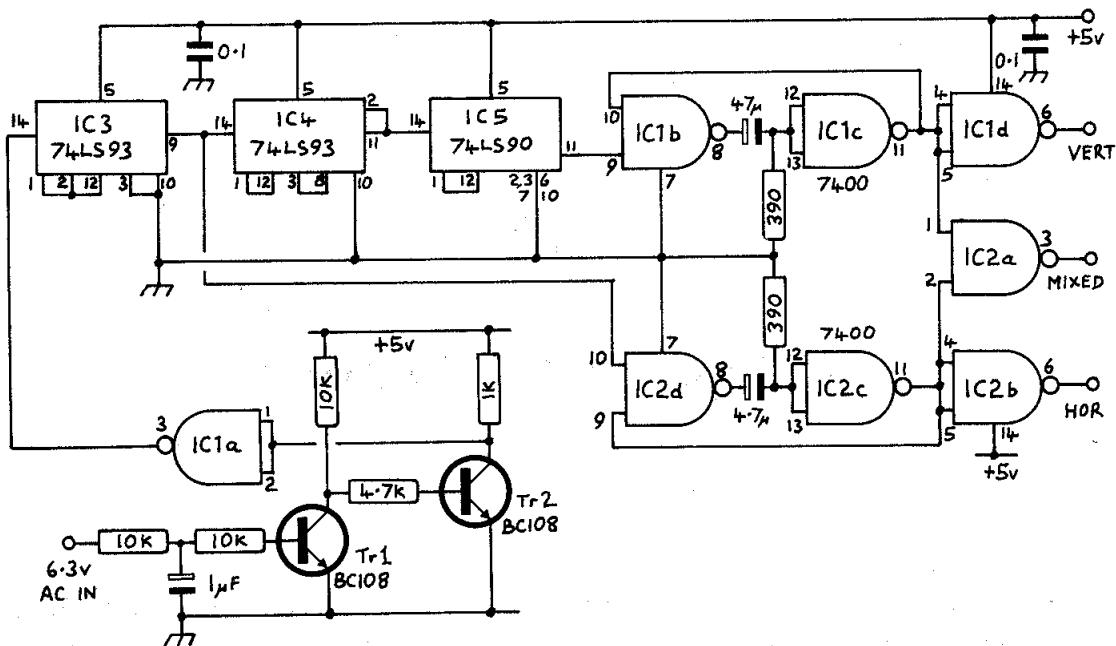 +5v
0.1
0.1
5
5
5
14
14
IC3
74LS93
9
14
IC4
74LS93
2
11
14
IC5
74LS90
11
10
9
IC1b
8
47μ
12
13
IC1c
11
7400
4
5
IC1d
6
VERT
1 2 12 3 10
1 12 3 8 10
1 12 2,3 6
7 10
7
390
1
2
IC2a
3
MIXED
390
+5v
10K
1K
7
10
9
IC2d
8
4.7μ
12
13
7400
IC2c
11
4
5
IC2b
6
HOR
14
+5v
3
IC1a
1
2
4.7K
Tr2
BC108
10K
10K
6.3v
AC IN
1μF
Tr1
BC108